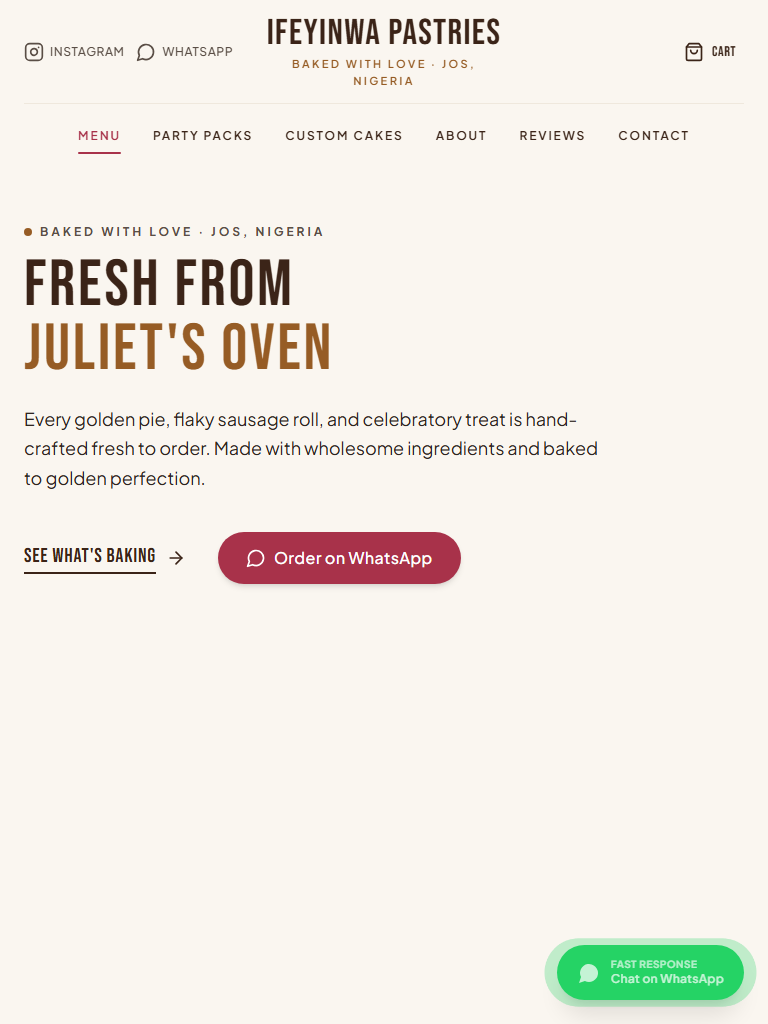 IFEYINWA PASTRIES
INSTAGRAM WHATSAPP
BAKED WITH LOVE · JOS,
NIGERIA
CART
MENU PARTY PACKS CUSTOM CAKES ABOUT REVIEWS CONTACT
BAKED WITH LOVE · JOS, NIGERIA
FRESH FROM
JULIET'S OVEN
Every golden pie, flaky sausage roll, and celebratory treat is hand-
crafted fresh to order. Made with wholesome ingredients and baked
to golden perfection.
SEE WHAT'S BAKING
Order on WhatsApp
FAST RESPONSE
Chat on WhatsApp